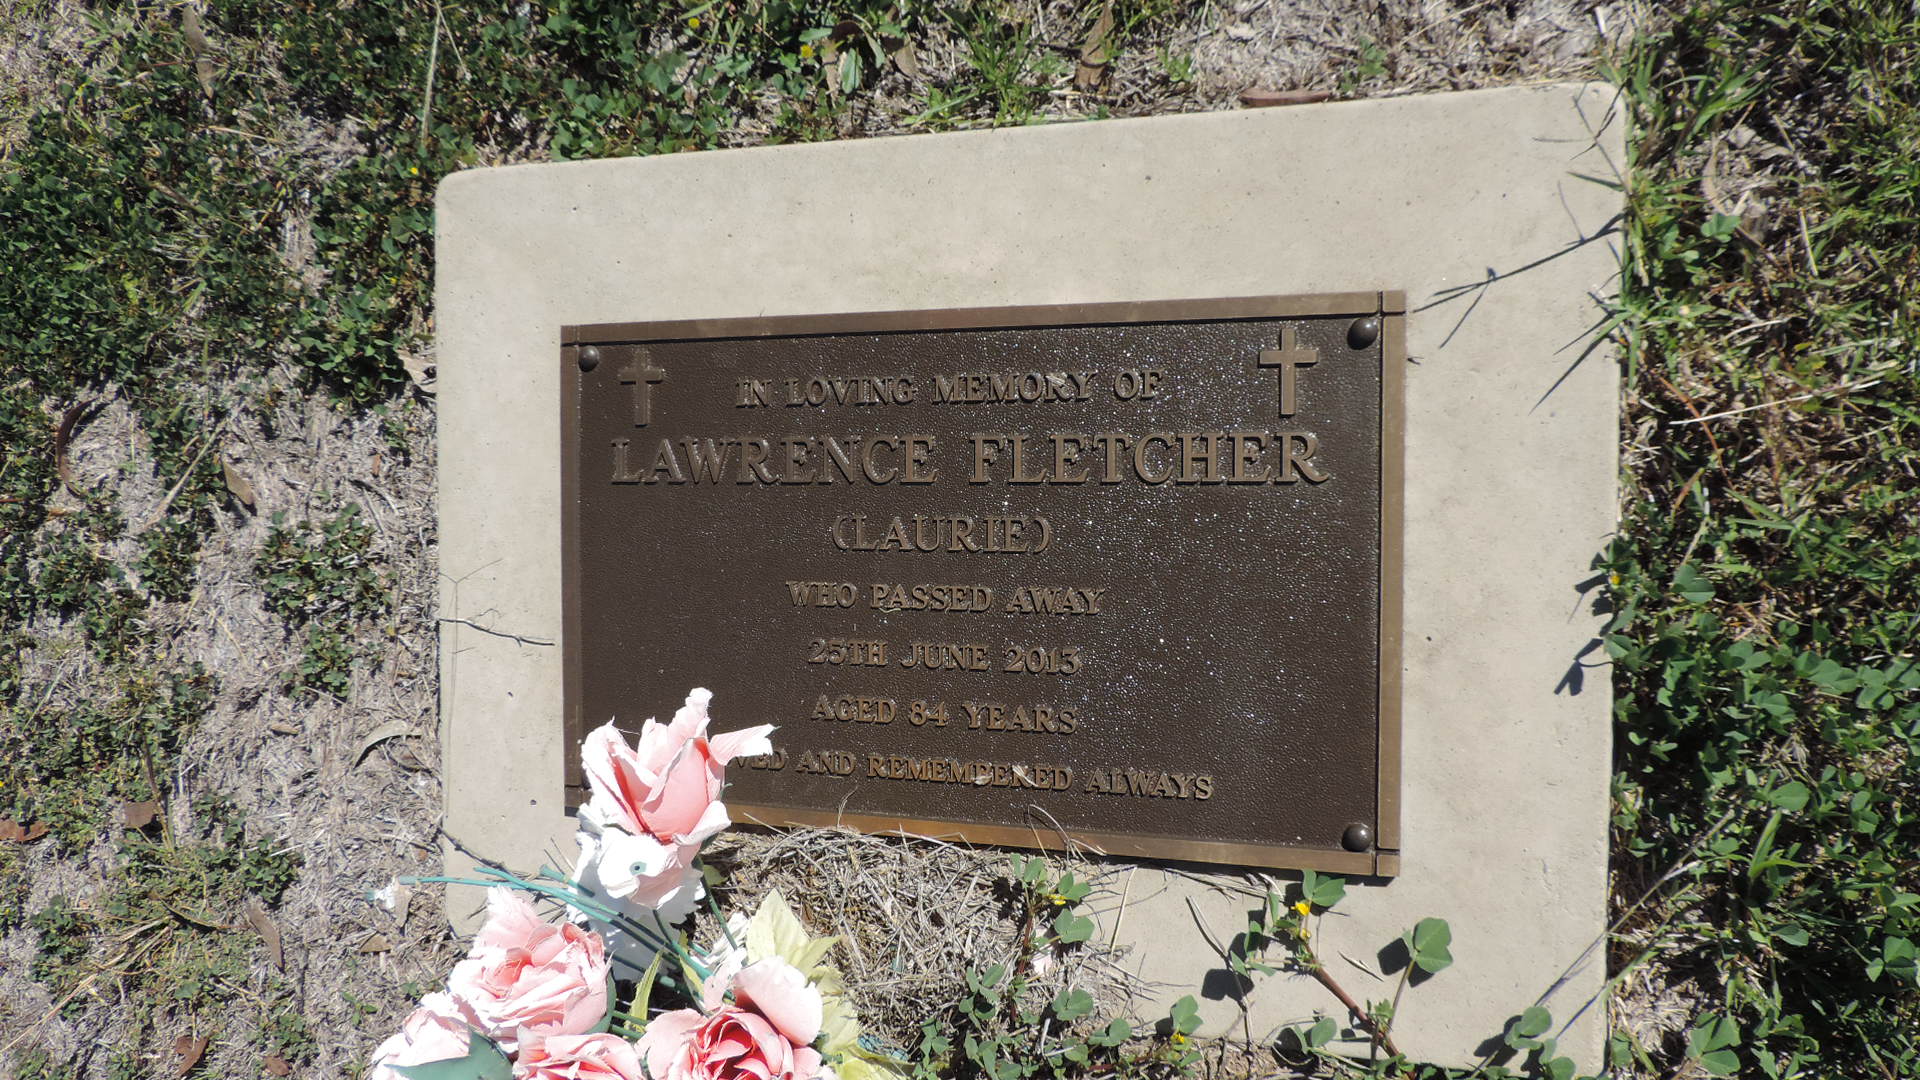 IN LOVING MEMORY OF
LAWRENCE FLETCHER
(LAURIE)
WHO PASSED AWAY
25TH JUNE 2013
AGED 84 YEARS
AND REMEMBERED ALWAYS